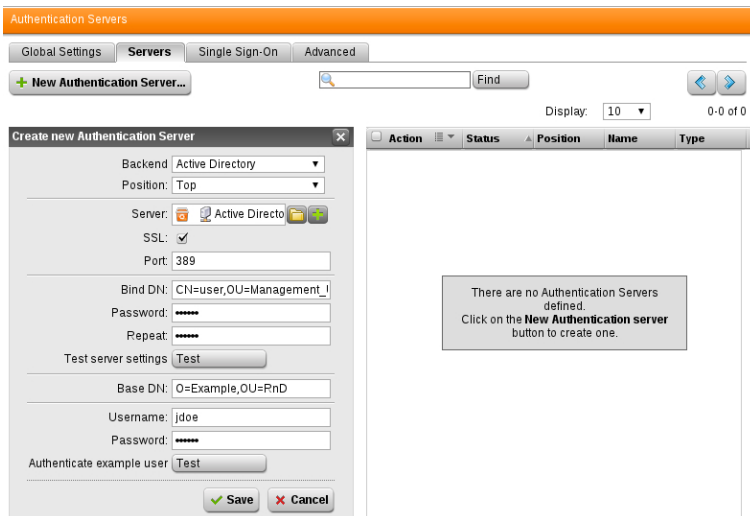 Authentication Servers
Global Settings Servers Single Sign-On Advanced
New Authentication Server...
Find
Display: 10 0-0 of 0
Create new Authentication Server
Backend Active Directory
Position: Top
Server: Active Directo
SSL:
Port: 389
Bind DN: CN=user,OU=Management_
Password: ••••••
Repeat: ••••••
Test server settings Test
Base DN: O=Example,OU=RnD
Username: jdoe
Password: ••••••
Authenticate example user Test
Save Cancel
Action Status Position Name Type
There are no Authentication Servers
defined.
Click on the New Authentication server
button to create one.